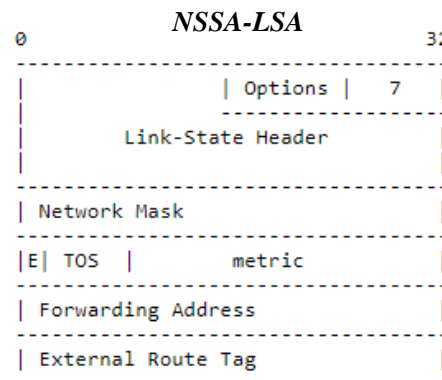 NSSA-LSA
0 32
| Options | 7
Link-State Header
| Network Mask
|E| TOS | metric
| Forwarding Address
| External Route Tag